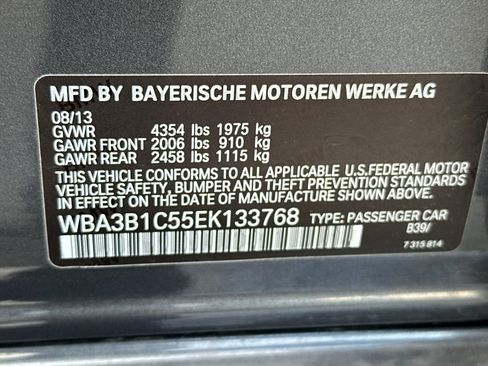 MFD BY BAYERISCHE MOTOREN WERKE AG
08/13
GVWR 4354 lbs 1975 kg
GAWR FRONT 2006 lbs 910 kg
GAWR REAR 2458 lbs 1115 kg
THIS VEHICLE CONFORMS TO ALL APPLICABLE U.S.FEDERAL MOTOR
VEHICLE SAFETY, BUMPER AND THEFT PREVENTION STANDARDS
IN EFFECT ON THE DATE OF MANUFACTURE SHOWN ABOVE.
WBA3B1C55EK133768 TYPE: PASSENGER CAR
B39/
7 315 814